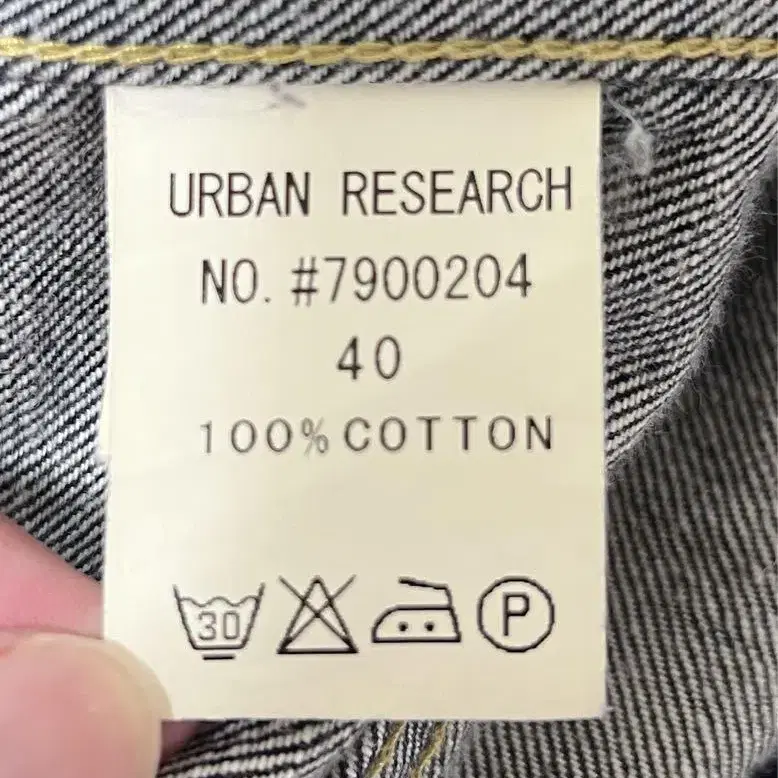 URBAN RESEARCH
NO. #7900204
40
100% COTTON
30 P